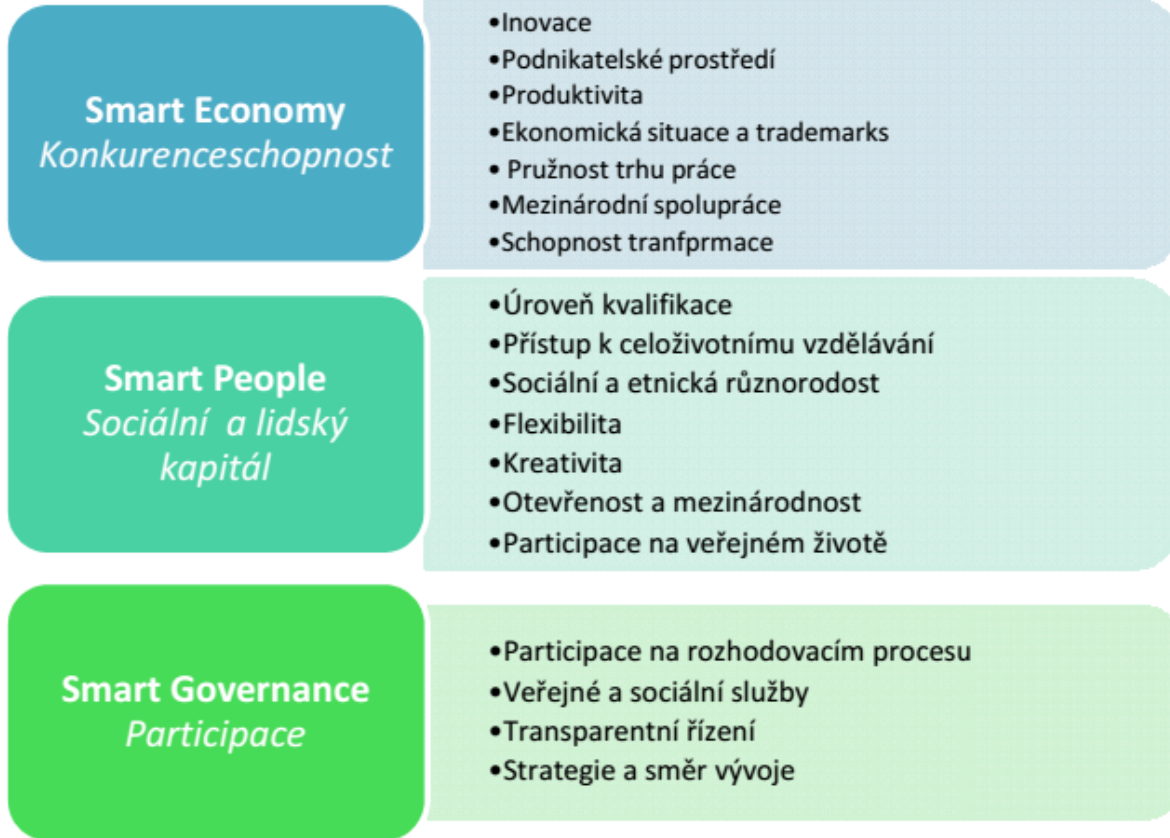 Smart Economy
Konkurenceschopnost
•Inovace
•Podnikatelské prostředí
•Produktivita
•Ekonomická situace a trademarks
• Pružnost trhu práce
•Mezinárodní spolupráce
•Schopnost tranfprmace
Smart People
Sociální a lidský
kapitál
•Úroveň kvalifikace
•Přístup k celoživotnímu vzdělávání
•Sociální a etnická různorodost
•Flexibilita
•Kreativita
•Otevřenost a mezinárodnost
•Participace na veřejném životě
Smart Governance
Participace
•Participace na rozhodovacím procesu
•Veřejné a sociální služby
•Transparentní řízení
•Strategie a směr vývoje